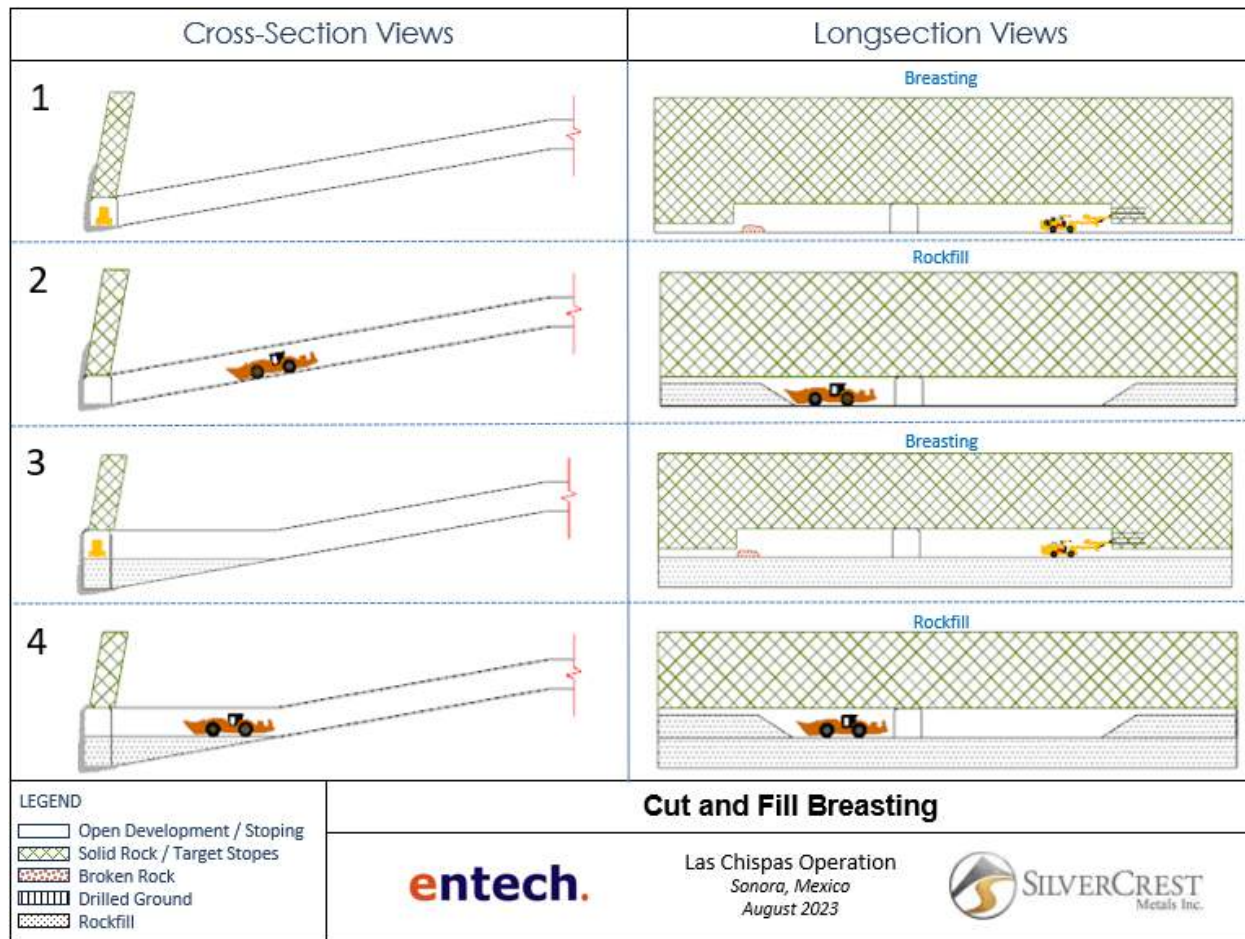 Cross-Section Views
Longsection Views
1
Breasting
2
Rockfill
3
Breasting
4
Rockfill
LEGEND
Open Development / Stoping
Solid Rock / Target Stopes
Broken Rock
Drilled Ground
Rockfill
Cut and Fill Breasting
entech.
Las Chispas Operation
Sonora, Mexico
August 2023
SILVERCREST
Metals Inc.